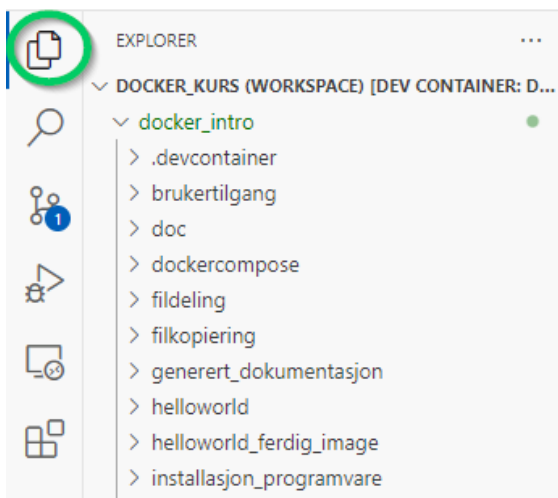 EXPLORER
DOCKER_KURS (WORKSPACE) [DEV CONTAINER: D...
docker_intro
.devcontainer
brukertilgang
1
doc
dockercompose
fildeling
filkopiering
generert_dokumentasjon
helloworld
helloworld_ferdig_image
installasjon_programvare